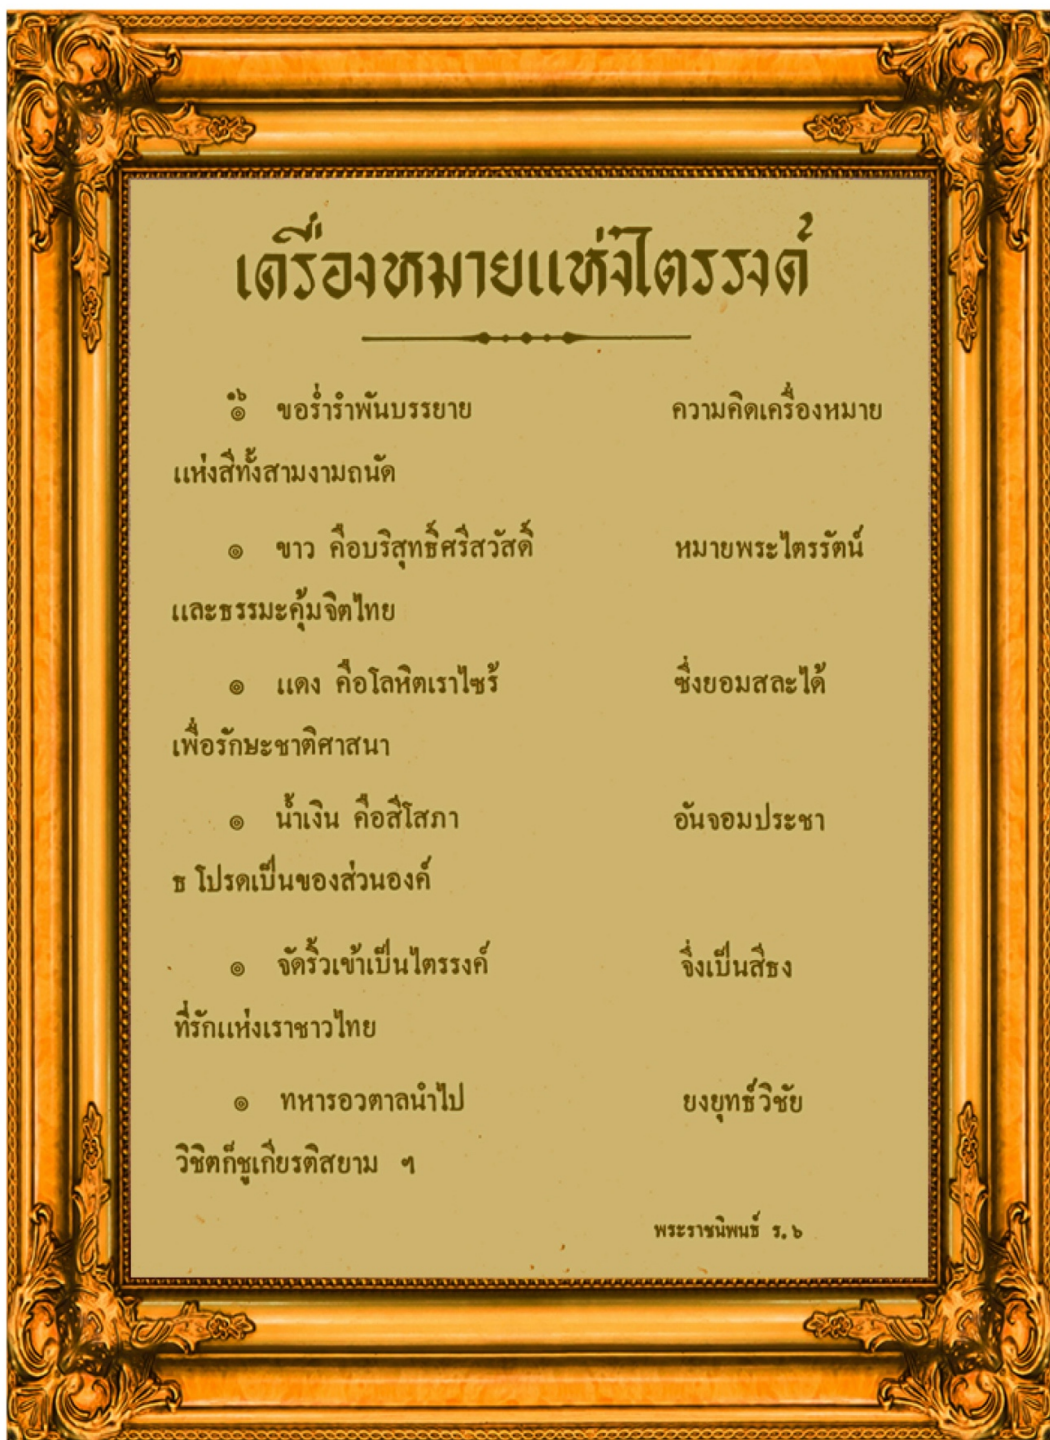 เครื่องหมายแห่งไตรรงค์
๑๖
๏ ขอร่ำรำพันบรรยาย ความคิดเครื่องหมาย
แห่งสีทั้งสามงามถนัด
๏ ขาว คือบริสุทธิ์ศรีสวัสดิ์ หมายพระไตรรัตน์
และธรรมะคุ้มจิตไทย
๏ แดง คือโลหิตเราไซร้ ซึ่งยอมสละได้
เพื่อรักษะชาติศาสนา
๏ น้ำเงิน คือสีโสภา อันจอมประชา
ธ โปรดเป็นของส่วนองค์
๏ จัดริ้วเข้าเป็นไตรรงค์ จึ่งเป็นสีธง
ที่รักแห่งเราชาวไทย
๏ ทหารอวตาลนำไป ยงยุทธ์วิชัย
วิชิตก็ชูเกียรติสยาม ฯ
พระราชนิพนธ์ ร. ๖